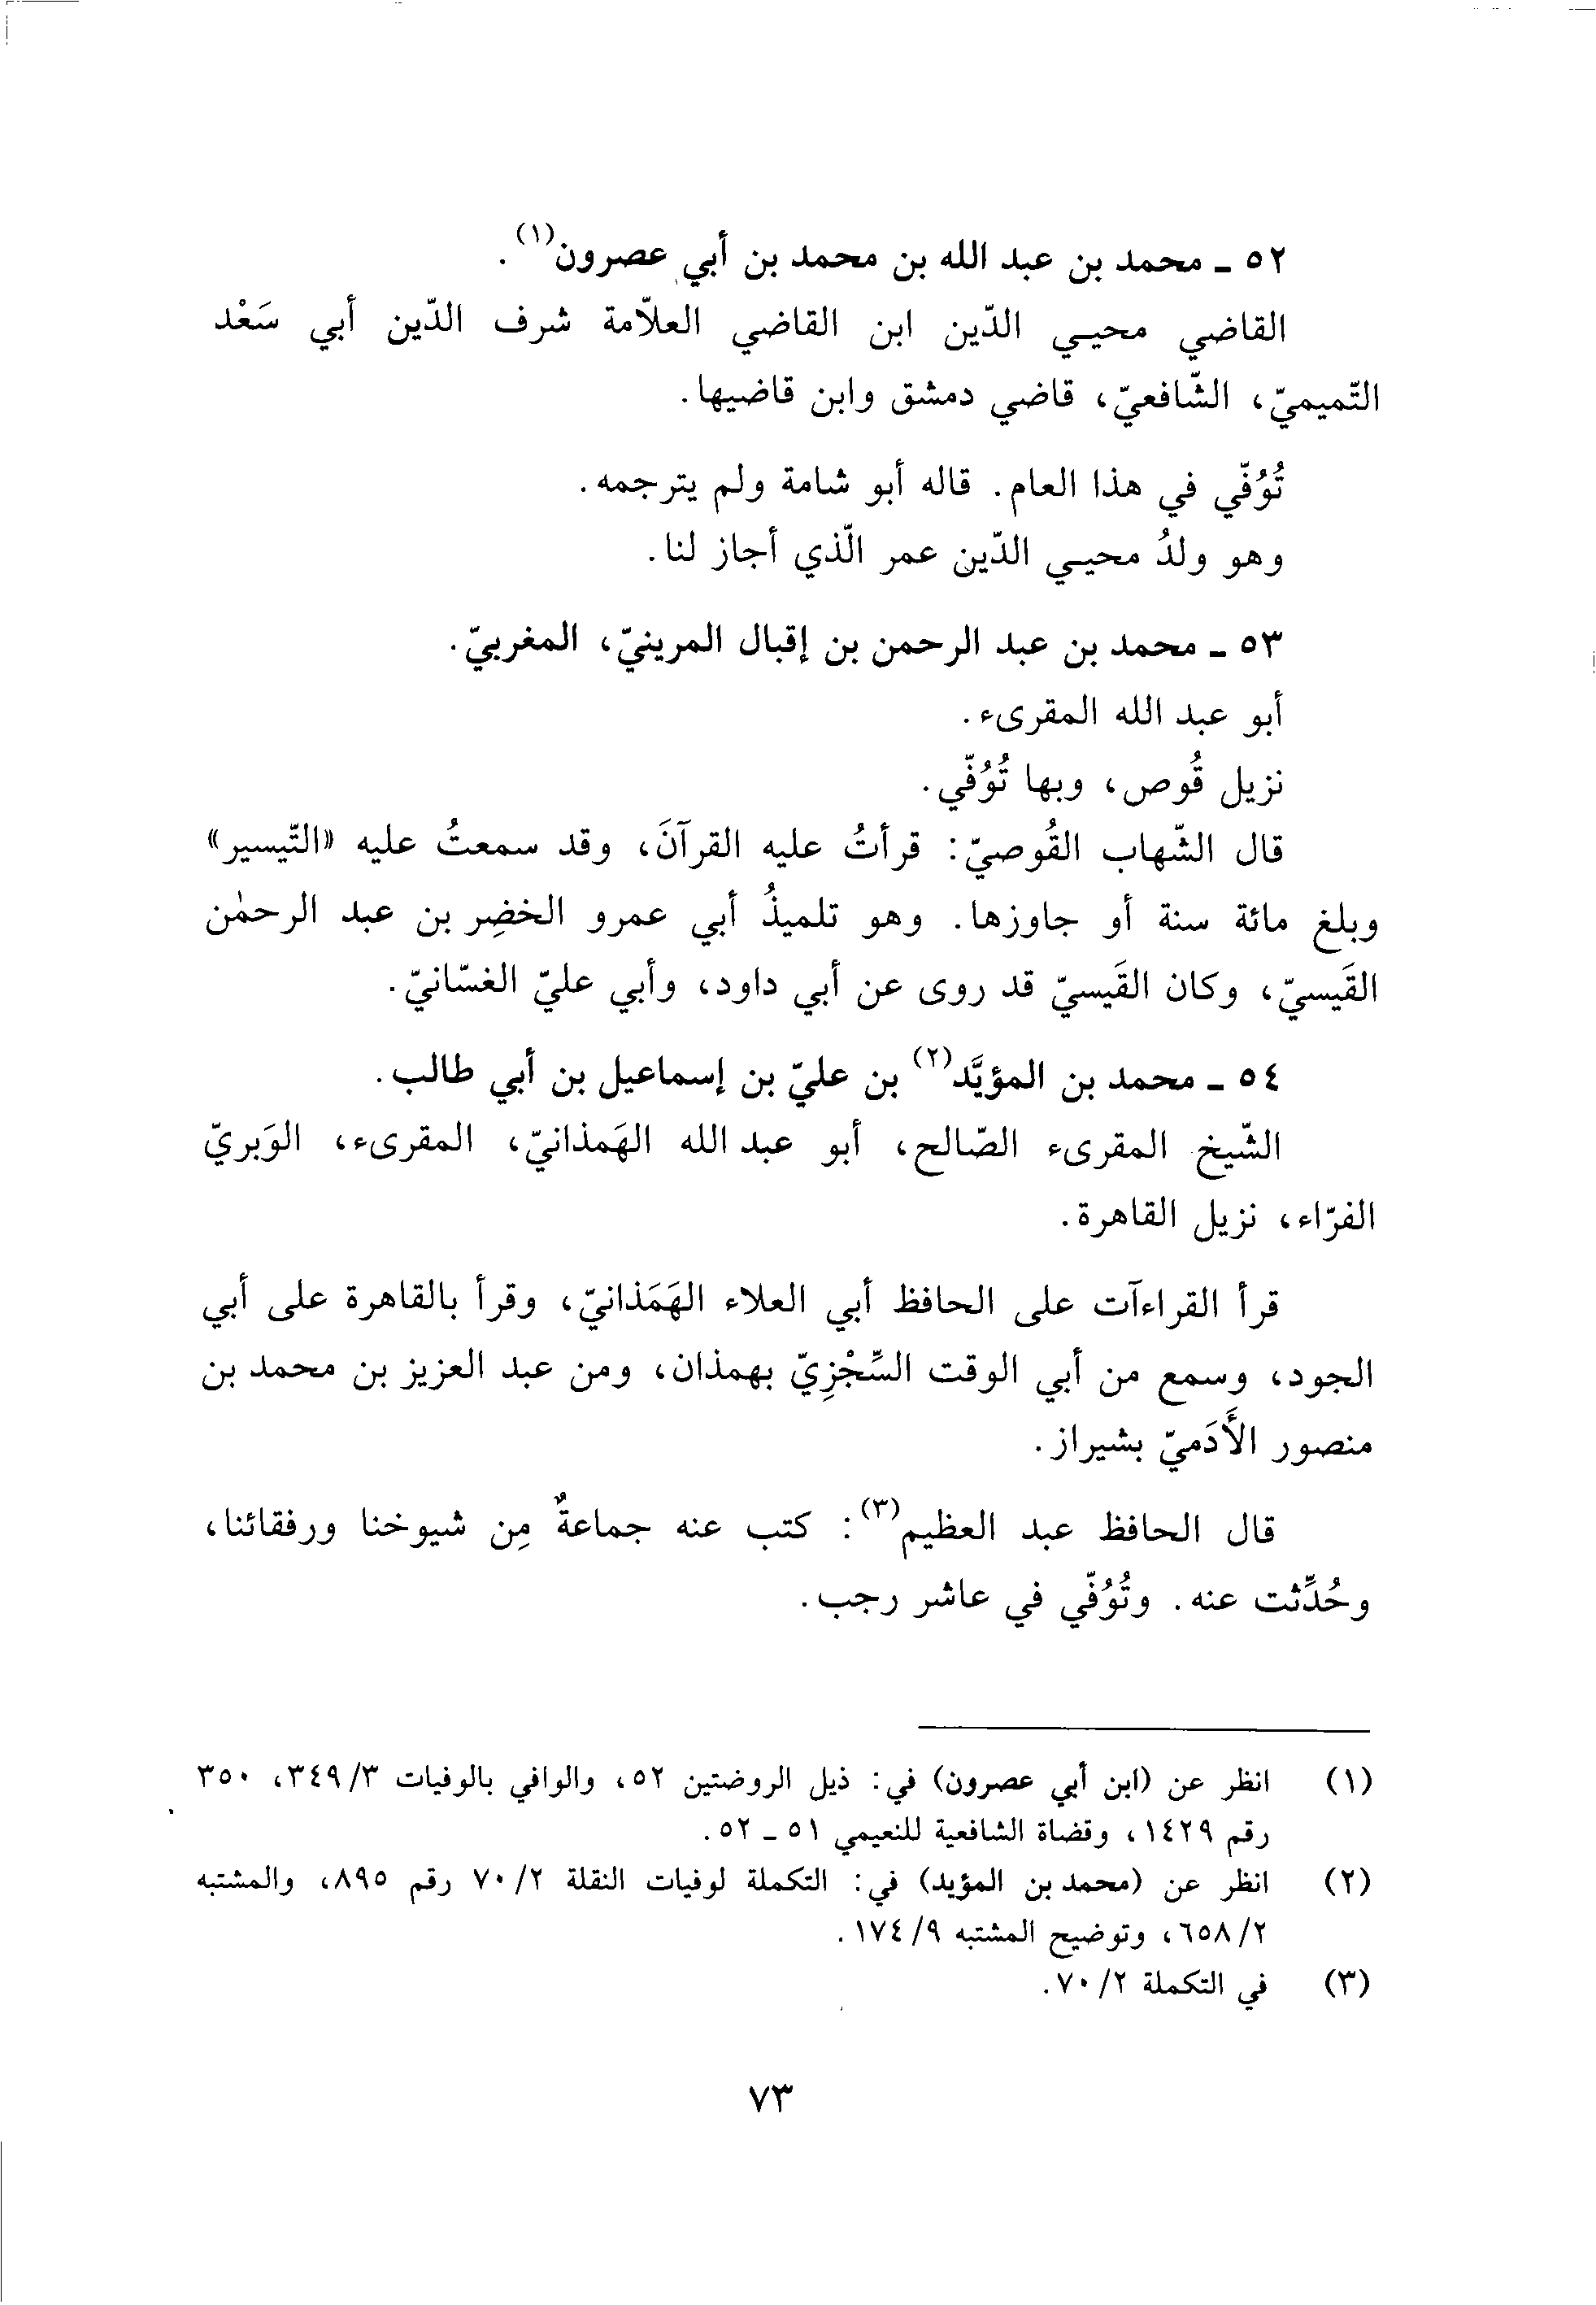 ٥٢ ـ محمد بن عبد الله بن محمد بن أبي عصرون(١).
القاضي محيـي الدّين ابن القاضي العلاّمة شرف الدّين أبي سَعْد
التّميميّ، الشّافعيّ، قاضي دمشق وابن قاضيها.
تُوُفّي في هذا العام. قاله أبو شامة ولم يترجمه.
وهو ولدُ محيـي الدّين عمر الّذي أجاز لنا.
٥٣ ـ محمد بن عبد الرحمن بن إقبال المرينيّ، المغربيّ.
أبو عبد الله المقرىء.
نزيل قُوص، وبها تُوُفّي.
قال الشّهاب القُوصيّ: قرأتُ عليه القرآنَ، وقد سمعتُ عليه «التّيسير»
وبلغ مائة سنة أو جاوزها. وهو تلميذُ أبي عمرو الخضِر بن عبد الرحمٰن
القَيسيّ، وكان القَيسيّ قد روى عن أبي داود، وأبي عليّ الغسّانيّ.
٥٤ ـ محمد بن المؤيَّد(٢) بن عليّ بن إسماعيل بن أبي طالب.
الشّيخ المقرىء الصّالح، أبو عبد الله الهَمذانيّ، المقرىء، الوَبريّ
الفرّاء، نزيل القاهرة.
قرأ القراءآت على الحافظ أبي العلاء الهَمَذانيّ، وقرأ بالقاهرة على أبي
الجود، وسمع من أبي الوقت السِّجْزِيّ بهمذان، ومن عبد العزيز بن محمد بن
منصور الأَدَميّ بشيراز.
قال الحافظ عبد العظيم(٣): كتب عنه جماعةٌ مِن شيوخنا ورفقائنا،
وحُدِّثت عنه. وتُوُفّي في عاشر رجب.
(١) انظر عن (ابن أبي عصرون) في: ذيل الروضتين ٥٢، والوافي بالوفيات ٣/ ٣٤٩، ٣٥٠
رقم ١٤٢٩، وقضاة الشافعية للنعيمي ٥١ ـ ٥٢.
(٢) انظر عن (محمد بن المؤيد) في: التكملة لوفيات النقلة ٢/ ٧٠ رقم ٨٩٥، والمشتبه
٢/ ٦٥٨، وتوضيح المشتبه ٩/ ١٧٤.
(٣) في التكملة ٢/ ٧٠.
٧٣